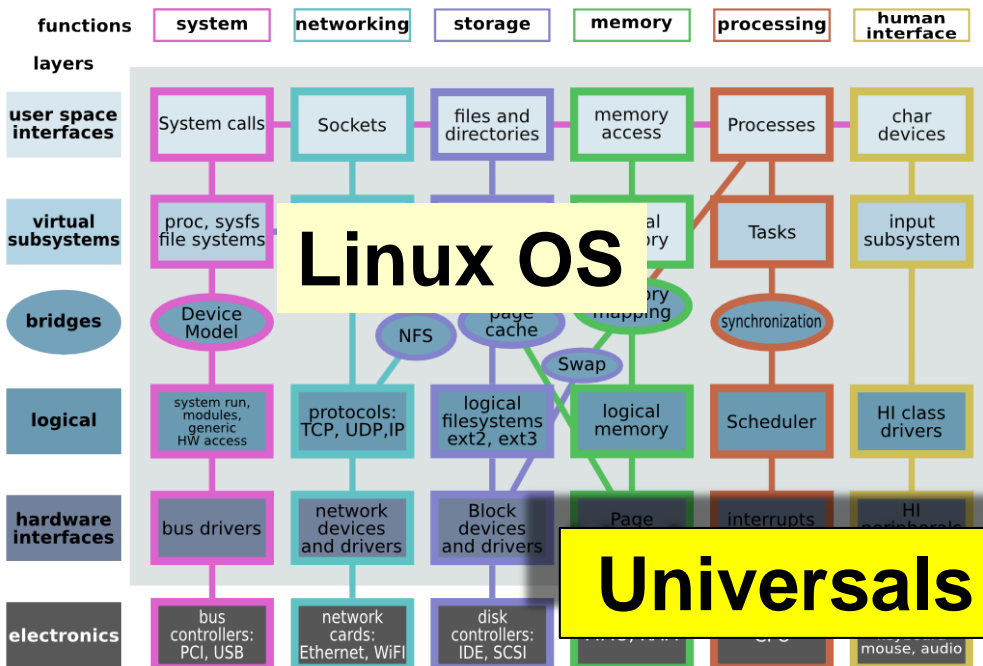 functions system networking storage memory processing human
interface
layers
user space
interfaces
System calls
Sockets
files and
directories
memory
access
Processes
char
devices
virtual
subsystems
proc, sysfs
file systems
Tasks
input
subsystem
Linux OS
bridges
Device
Model
NFS
page
cache
mapping
synchronization
Swap
logical
system run,
modules,
generic
HW access
protocols:
TCP, UDP,IP
logical
filesystems
ext2, ext3
logical
memory
Scheduler
HI class
drivers
hardware
interfaces
bus drivers
network
devices
and drivers
Block
devices
and drivers
Page
interrupts
HI
peripherals
Universals
electronics
bus
controllers:
PCI, USB
network
cards:
Ethernet, WiFI
disk
controllers:
IDE, SCSI
mouse, audio